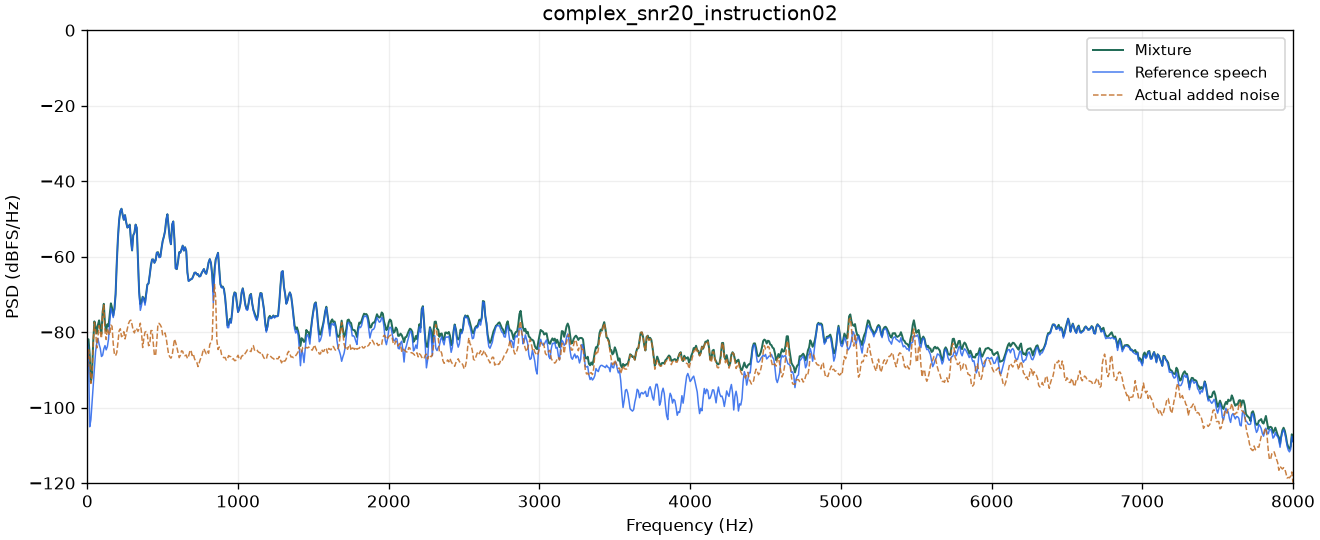 complex_snr20_instruction02
PSD (dBFS/Hz)
0
−20
−40
−60
−80
−100
−120
Mixture
Reference speech
Actual added noise
0 1000 2000 3000 4000 5000 6000 7000 8000
Frequency (Hz)